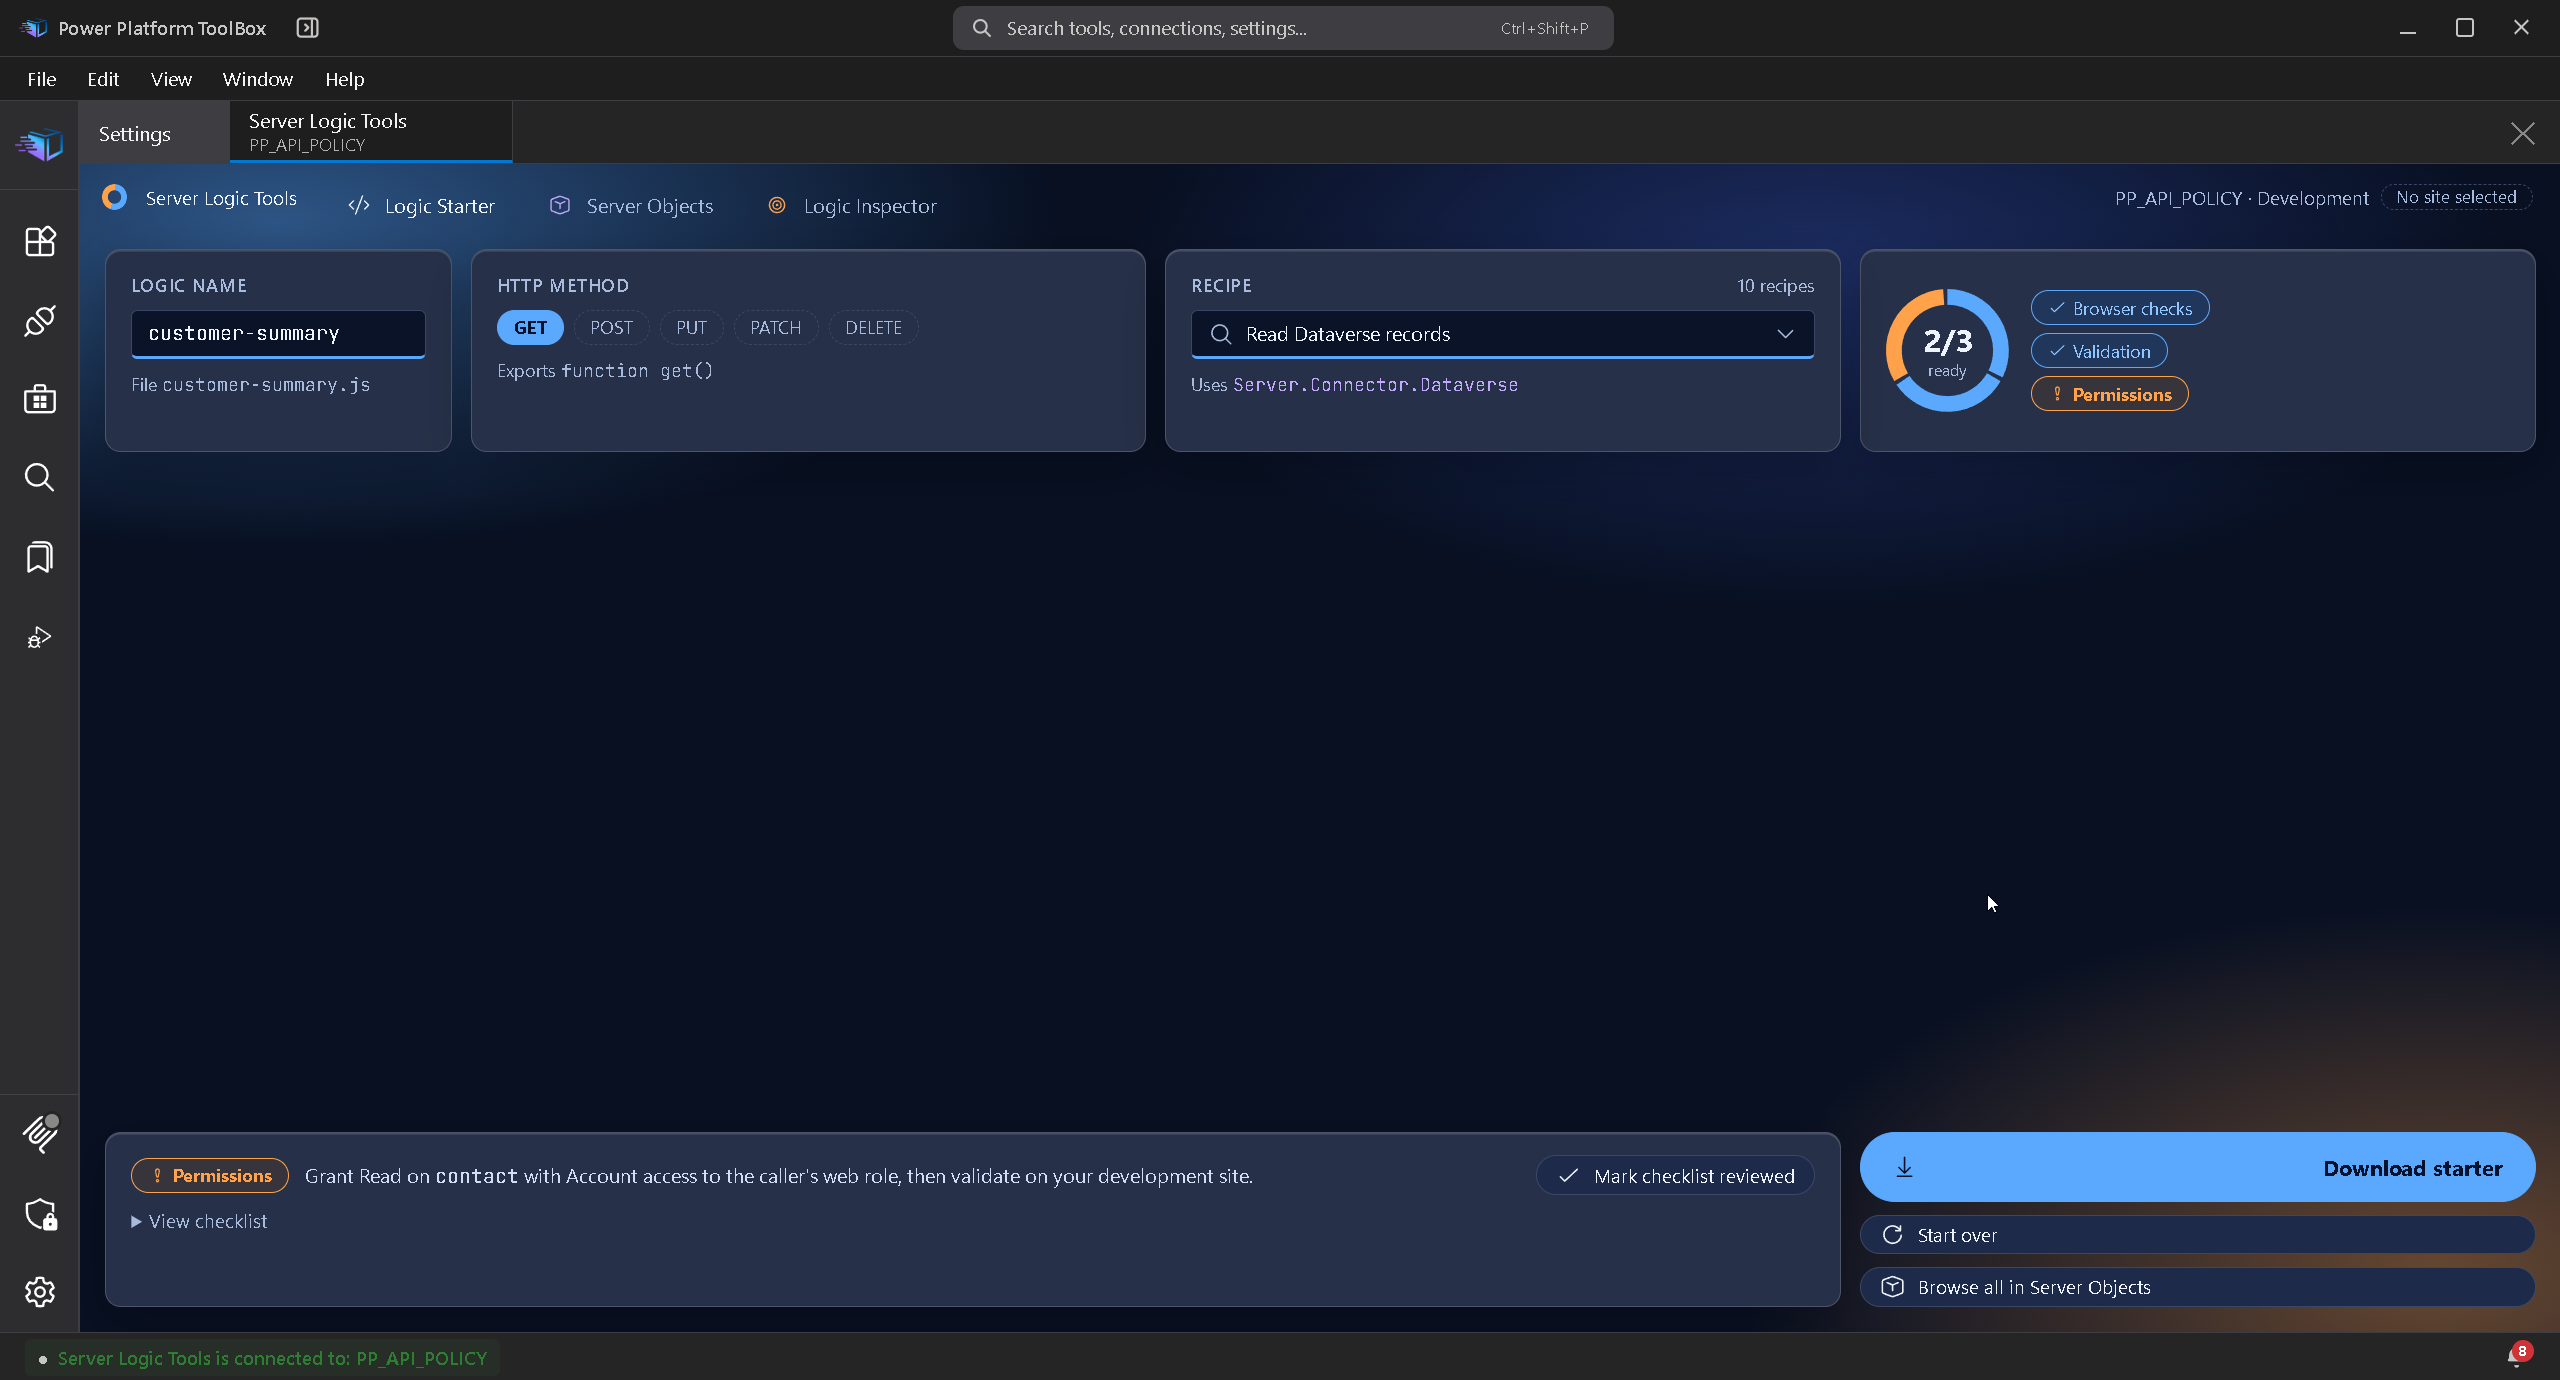 Power Platform ToolBox
Search tools, connections, settings...
Ctrl+Shift+P
File Edit View Window Help
Settings
Server Logic Tools
PP_API_POLICY
Server Logic Tools
Logic Starter
Server Objects
Logic Inspector
PP_API_POLICY · Development
No site selected
LOGIC NAME
customer-summary
File customer-summary.js
HTTP METHOD
GET POST PUT PATCH DELETE
Exports function get()
RECIPE
10 recipes
Read Dataverse records
Uses Server.Connector.Dataverse
2/3
ready
Browser checks
Validation
! Permissions
! Permissions
Grant Read on contact with Account access to the caller's web role, then validate on your development site.
Mark checklist reviewed
View checklist
Download starter
Start over
Browse all in Server Objects
Server Logic Tools is connected to: PP_API_POLICY
8